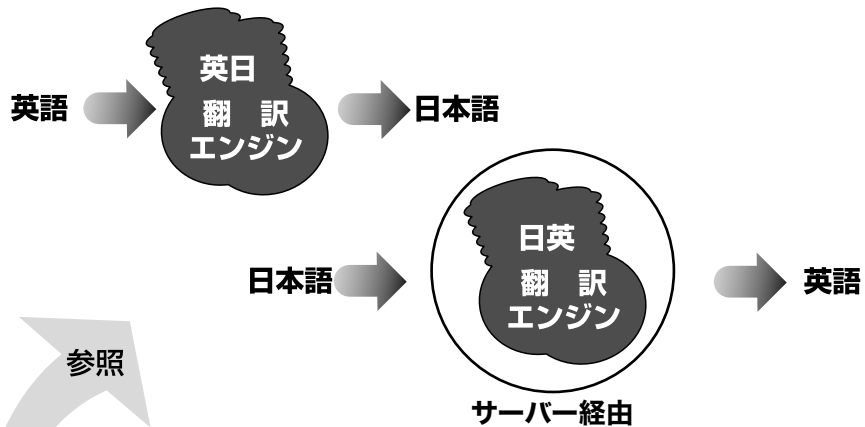 英日
翻 訳
エンジン
英語
日本語
日英
翻 訳
エンジン
日本語
英語
参照
サーバー経由